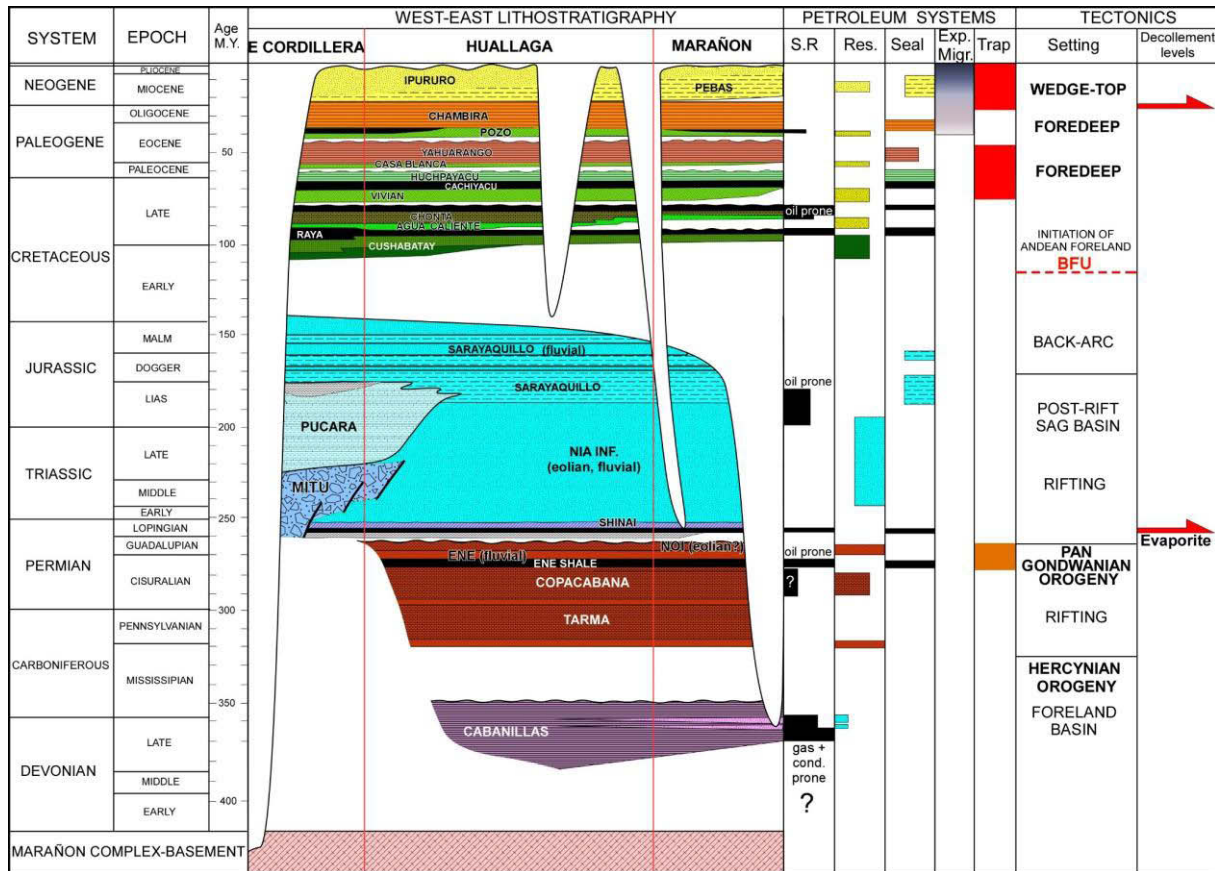 WEST-EAST LITHOSTRATIGRAPHY
PETROLEUM SYSTEMS
TECTONICS
SYSTEM
EPOCH
Age
M.Y.
E CORDILLERA
HUALLAGA
MARAÑON
S.R
Res.
Seal
Exp.
Migr.
Trap
Setting
Decollement
levels
NEOGENE
PLIOCENE
MIOCENE
IPURURO
PEBAS
WEDGE-TOP
OLIGOCENE
CHAMBIRA
FOREDEEP
PALEOGENE
EOCENE
POZO
50
YAHUARANGO
PALEOCENE
CASA BLANCA
FOREDEEP
HUCHPAYACU
CACHIYACU
VIVIAN
LATE
oil prone
CHONTA
AGUA CALIENTE
RAYA
100
CUSHABATAY
INITIATION OF
ANDEAN FORELAND
BFU
CRETACEOUS
EARLY
150
MALM
SARAYAQUILLO (fluvial)
BACK-ARC
JURASSIC
DOGGER
SARAYAQUILLO
oil prone
LIAS
PUCARA
POST-RIFT
SAG BASIN
200
LATE
NIA INF.
(eolian, fluvial)
TRIASSIC
MITU
RIFTING
MIDDLE
EARLY
250
SHINAI
LOPINGIAN
Evaporite
GUADALUPIAN
ENE (fluvial)
NOI (eolian?)
oil prone
PAN
GONDWANIAN
OROGENY
ENE SHALE
PERMIAN
CISURALIAN
COPACABANA
?
300
TARMA
RIFTING
PENNSYLVANIAN
CARBONIFEROUS
MISSISIPIAN
HERCYNIAN
OROGENY
350
FORELAND
BASIN
CABANILLAS
LATE
gas +
cond.
prone
?
DEVONIAN
MIDDLE
400
EARLY
MARAÑON COMPLEX-BASEMENT